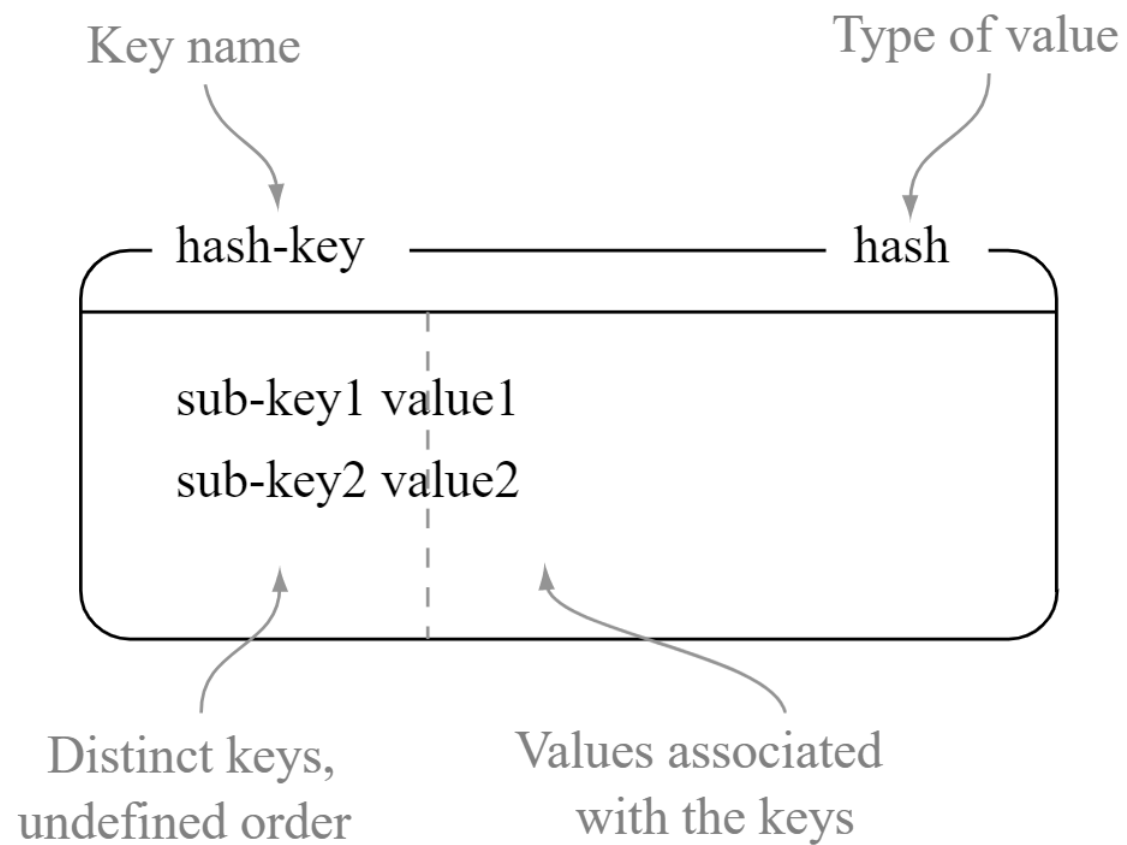 Key name
Type of value
hash-key
hash
sub-key1 value1
sub-key2 value2
Distinct keys,
undefined order
Values associated
with the keys